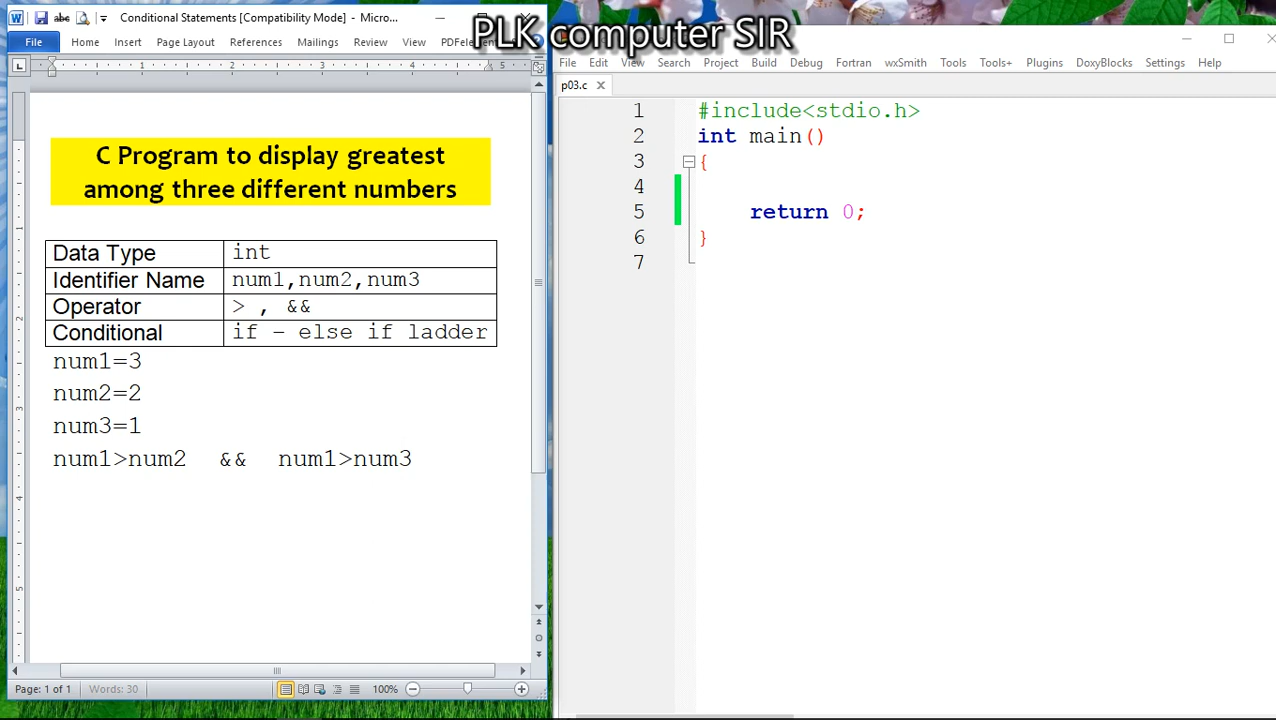 Conditional Statements [Compatibility Mode] - Micro...
PLK computer SIR
File Home Insert Page Layout References Mailings Review View
File Edit View Search Project Build Debug Fortran wxSmith Tools Tools+ Plugins DoxyBlocks Settings Help
p03.c
C Program to display greatest
among three different numbers
Data Type int
Identifier Name num1,num2,num3
Operator > , &&
Conditional if – else if ladder
num1=3
num2=2
num3=1
num1>num2 && num1>num3
1 #include<stdio.h>
2 int main()
3 {
4
5 return 0;
6 }
7
Page: 1 of 1 Words: 30 100%